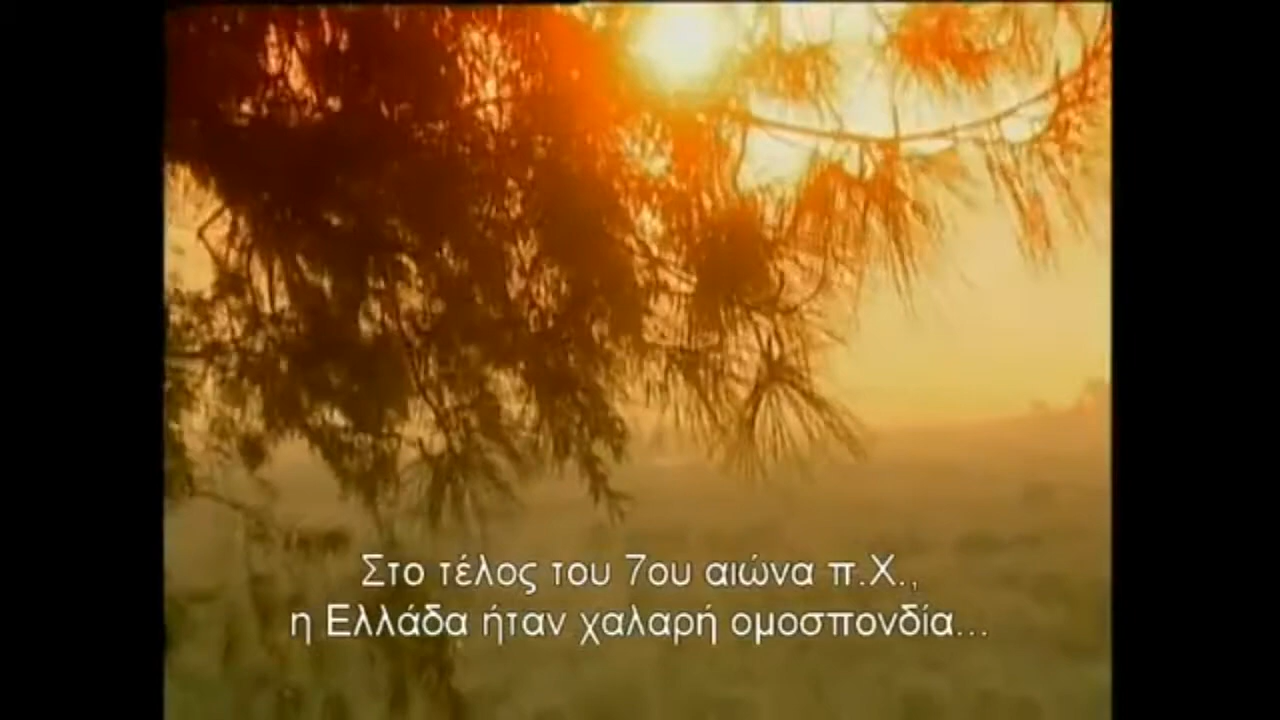 Στο τέλος του 7ου αιώνα π.Χ.,
η Ελλάδα ήταν χαλαρή ομοσπονδία...